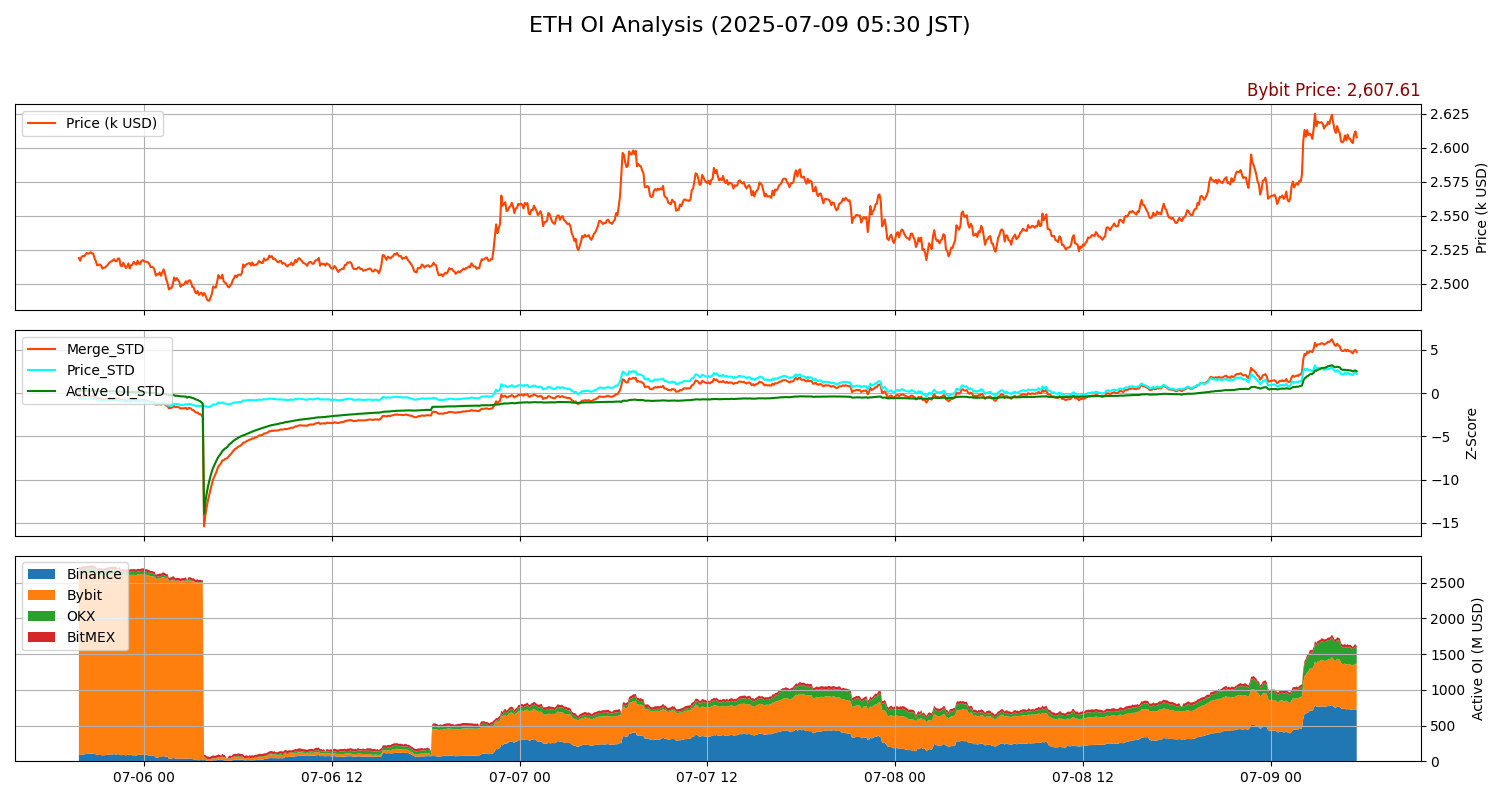 ETH OI Analysis (2025-07-09 05:30 JST)
Bybit Price: 2,607.61
Price (k USD)
2.625
2.600
2.575
2.550
2.525
2.500
Price (k USD)
Merge_STD
Price_STD
Active_OI_STD
5
0
−5
−10
−15
Z-Score
Binance
Bybit
OKX
BitMEX
2500
2000
1500
1000
500
0
Active OI (M USD)
07-06 00
07-06 12
07-07 00
07-07 12
07-08 00
07-08 12
07-09 00